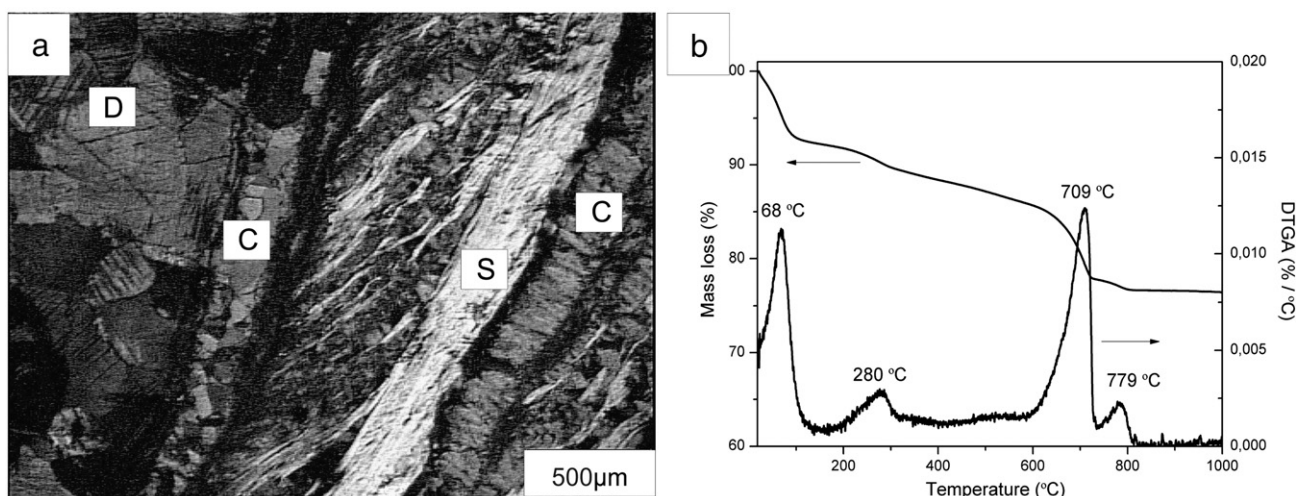 a
D
C
C
S
500µm
b
00
90
80
70
60
Mass loss (%)
0,020
0,015
0,010
0,005
0,000
DTGA (% / ºC)
68 ºC
280 ºC
709 ºC
779 ºC
200
400
600
800
1000
Temperature (ºC)